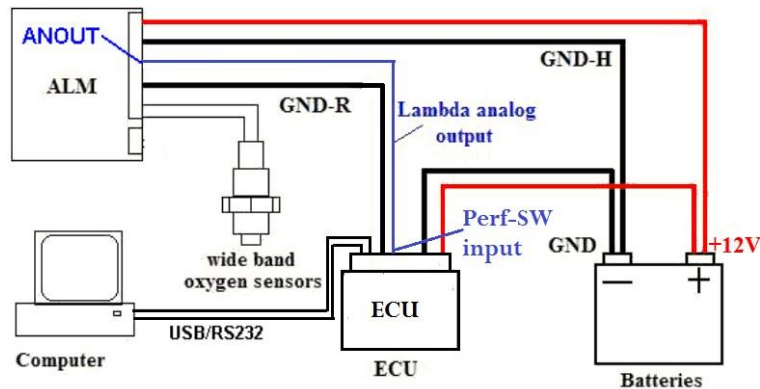 ANOUT
ALM
GND-H
GND-R
Lambda analog
output
Perf-SW
input
GND
+12V
wide band
oxygen sensors
− +
ECU
USB/RS232
Computer
ECU
Batteries